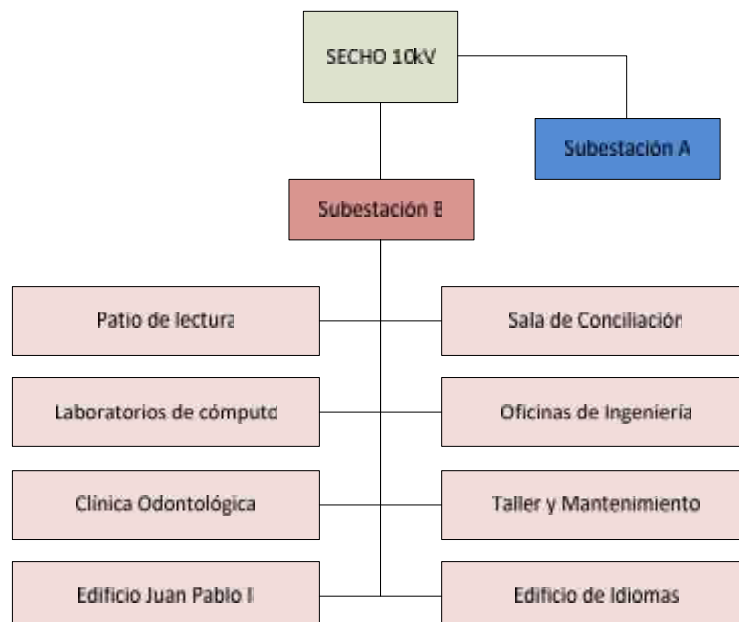 SECHO 10kV
Subestación A
Subestación B
Patio de lectura
Sala de Conciliación
Laboratorios de cómputo
Oficinas de Ingeniería
Clínica Odontológica
Taller y Mantenimiento
Edificio Juan Pablo
Edificio de Idiomas